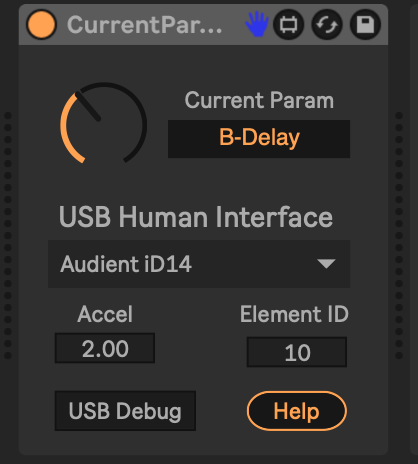 CurrentPar...
Current Param
B-Delay
USB Human Interface
Audient iD14
Accel
Element ID
2.00
10
USB Debug
Help